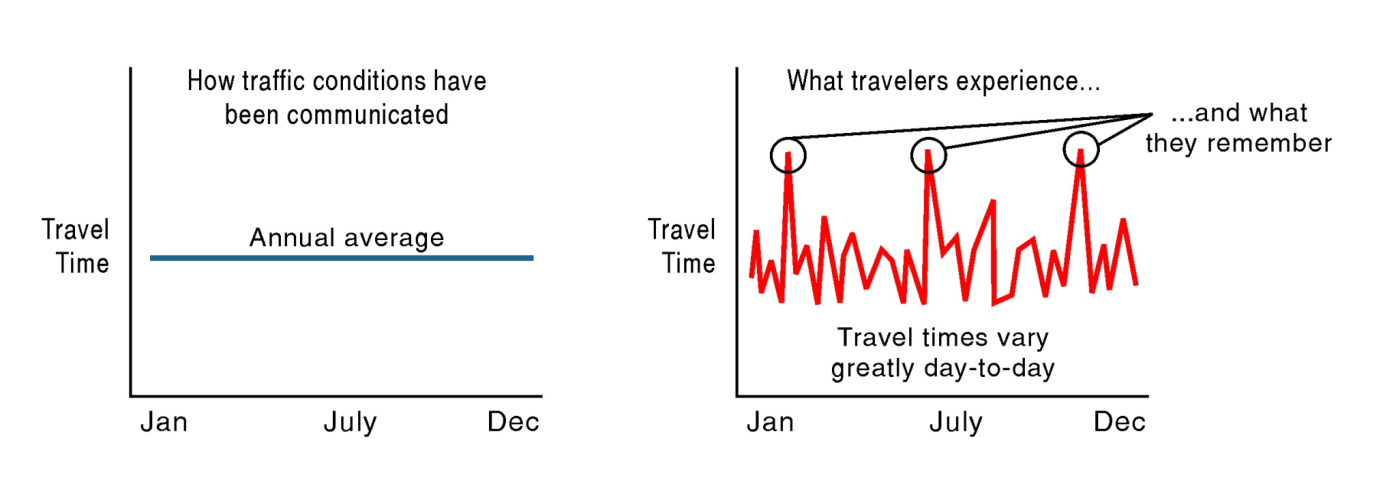 How traffic conditions have
been communicated
Travel
Time
Annual average
Jan
July
Dec
What travelers experience...
...and what
they remember
Travel
Time
Travel times vary
greatly day-to-day
Jan
July
Dec